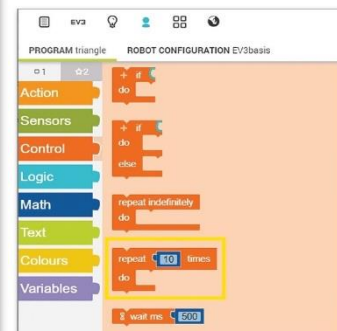 EV3
PROGRAM triangle ROBOT CONFIGURATION EV3basis
1 2
Action
Sensors
Control
Logic
Math
Text
Colours
Variables
+ if
do
+ if
do
else
repeat indefinitely
do
repeat 10 times
do
wait ms 500